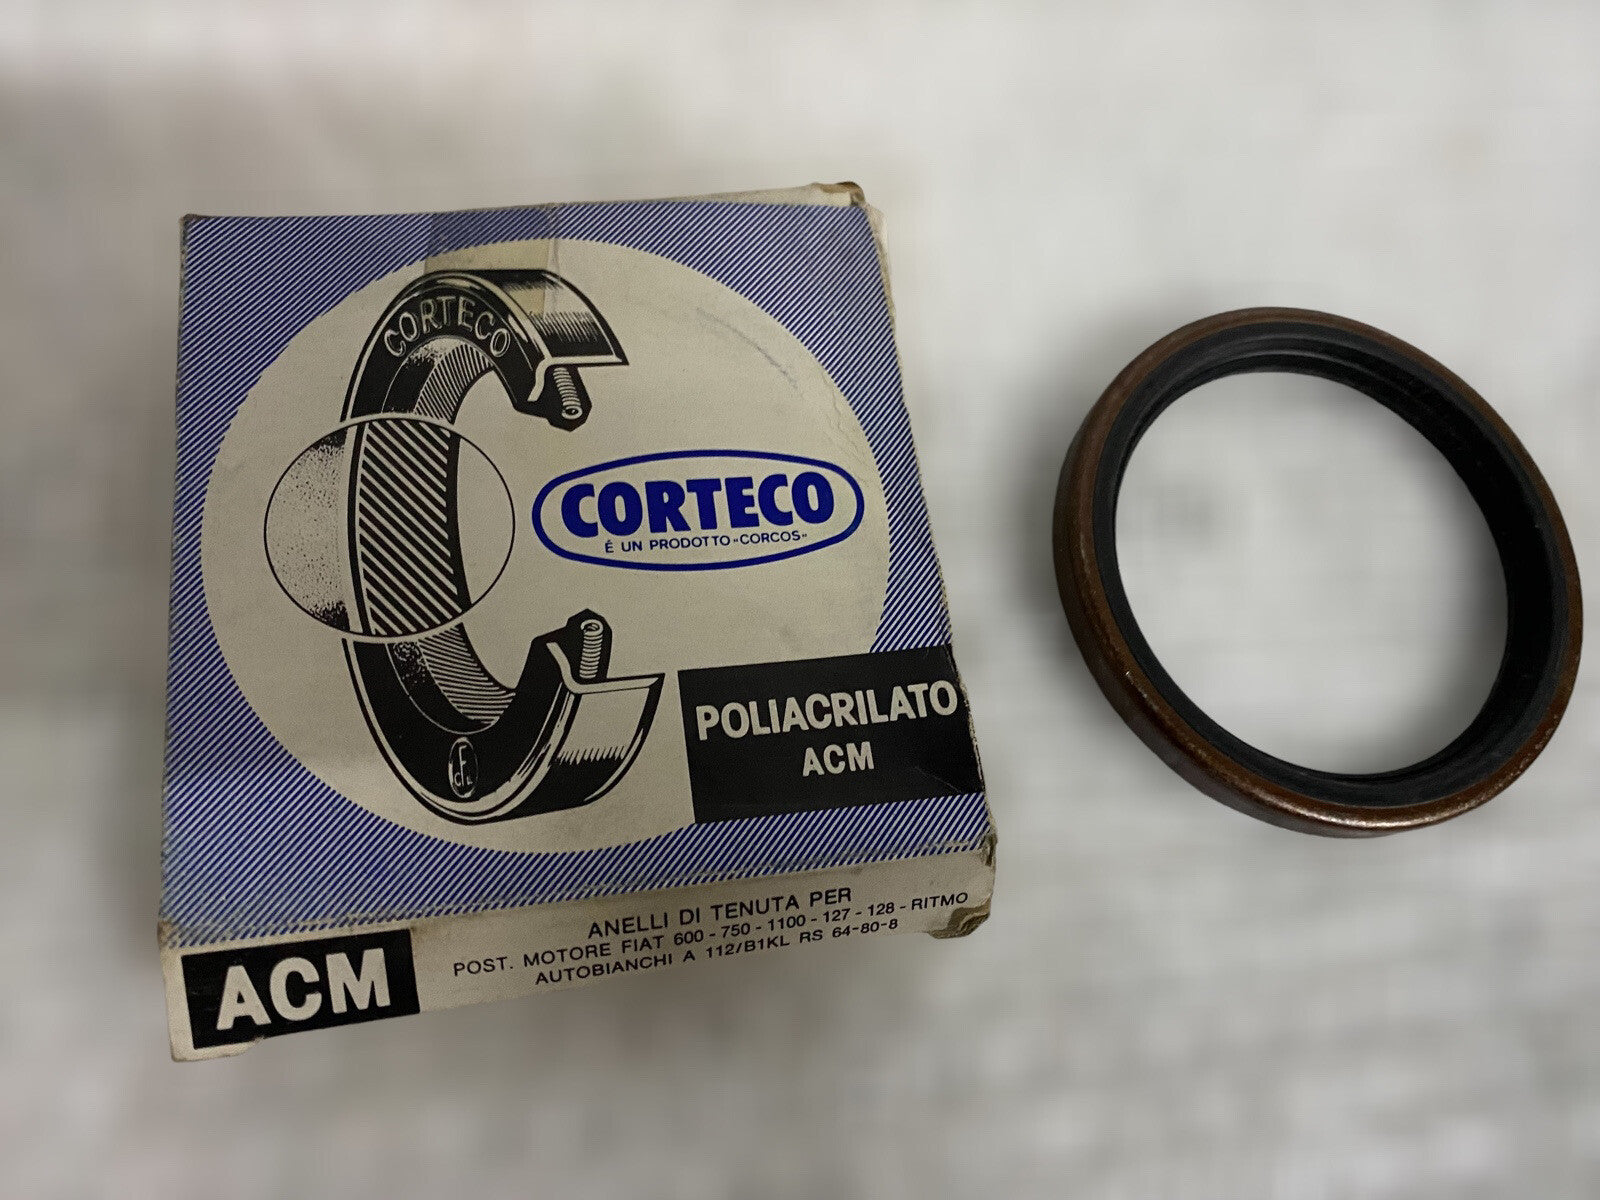 CORTECO
CORTECO
É UN PRODOTTO "CORCOS"
POLIACRILATO
ACM
CFL
ACM
ANELLI DI TENUTA PER
POST. MOTORE FIAT 600 - 750 - 1100 - 127 - 128 - RITMO
AUTOBIANCHI A 112/B1KL RS 64-80-8